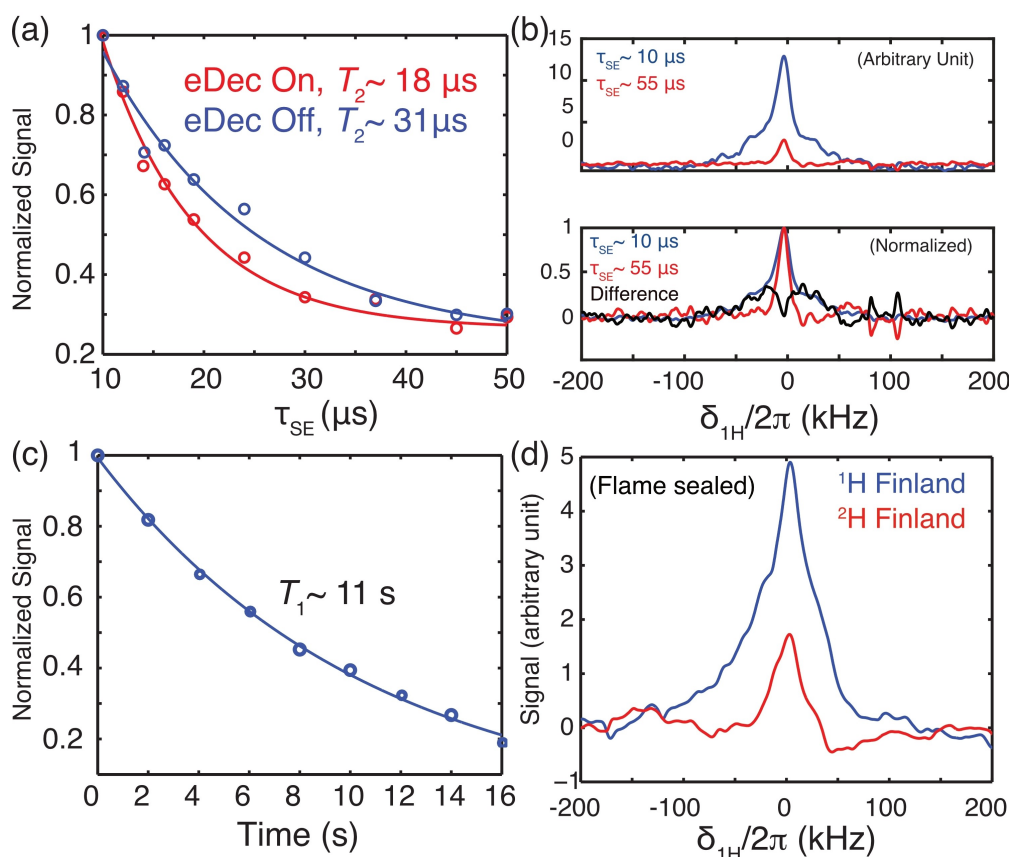 (a)
1
0.8
0.6
0.4
0.2
Normalized Signal
eDec On, T2~ 18 µs
eDec Off, T2~ 31µs
10 20 30 40 50
τSE (µs)
(b)
15
10
5
0
τSE~ 10 µs
τSE~ 55 µs
(Arbitrary Unit)
1
0.5
0
τSE~ 10 µs
τSE~ 55 µs
Difference
(Normalized)
-200 -100 0 100 200
δ1H/2π (kHz)
(c)
1
0.8
0.6
0.4
0.2
Normalized Signal
T1~ 11 s
0 2 4 6 8 10 12 14 16
Time (s)
(d)
5
4
3
2
1
0
−1
Signal (arbitrary unit)
(Flame sealed)
¹H Finland
²H Finland
-200 -100 0 100 200
δ1H/2π (kHz)